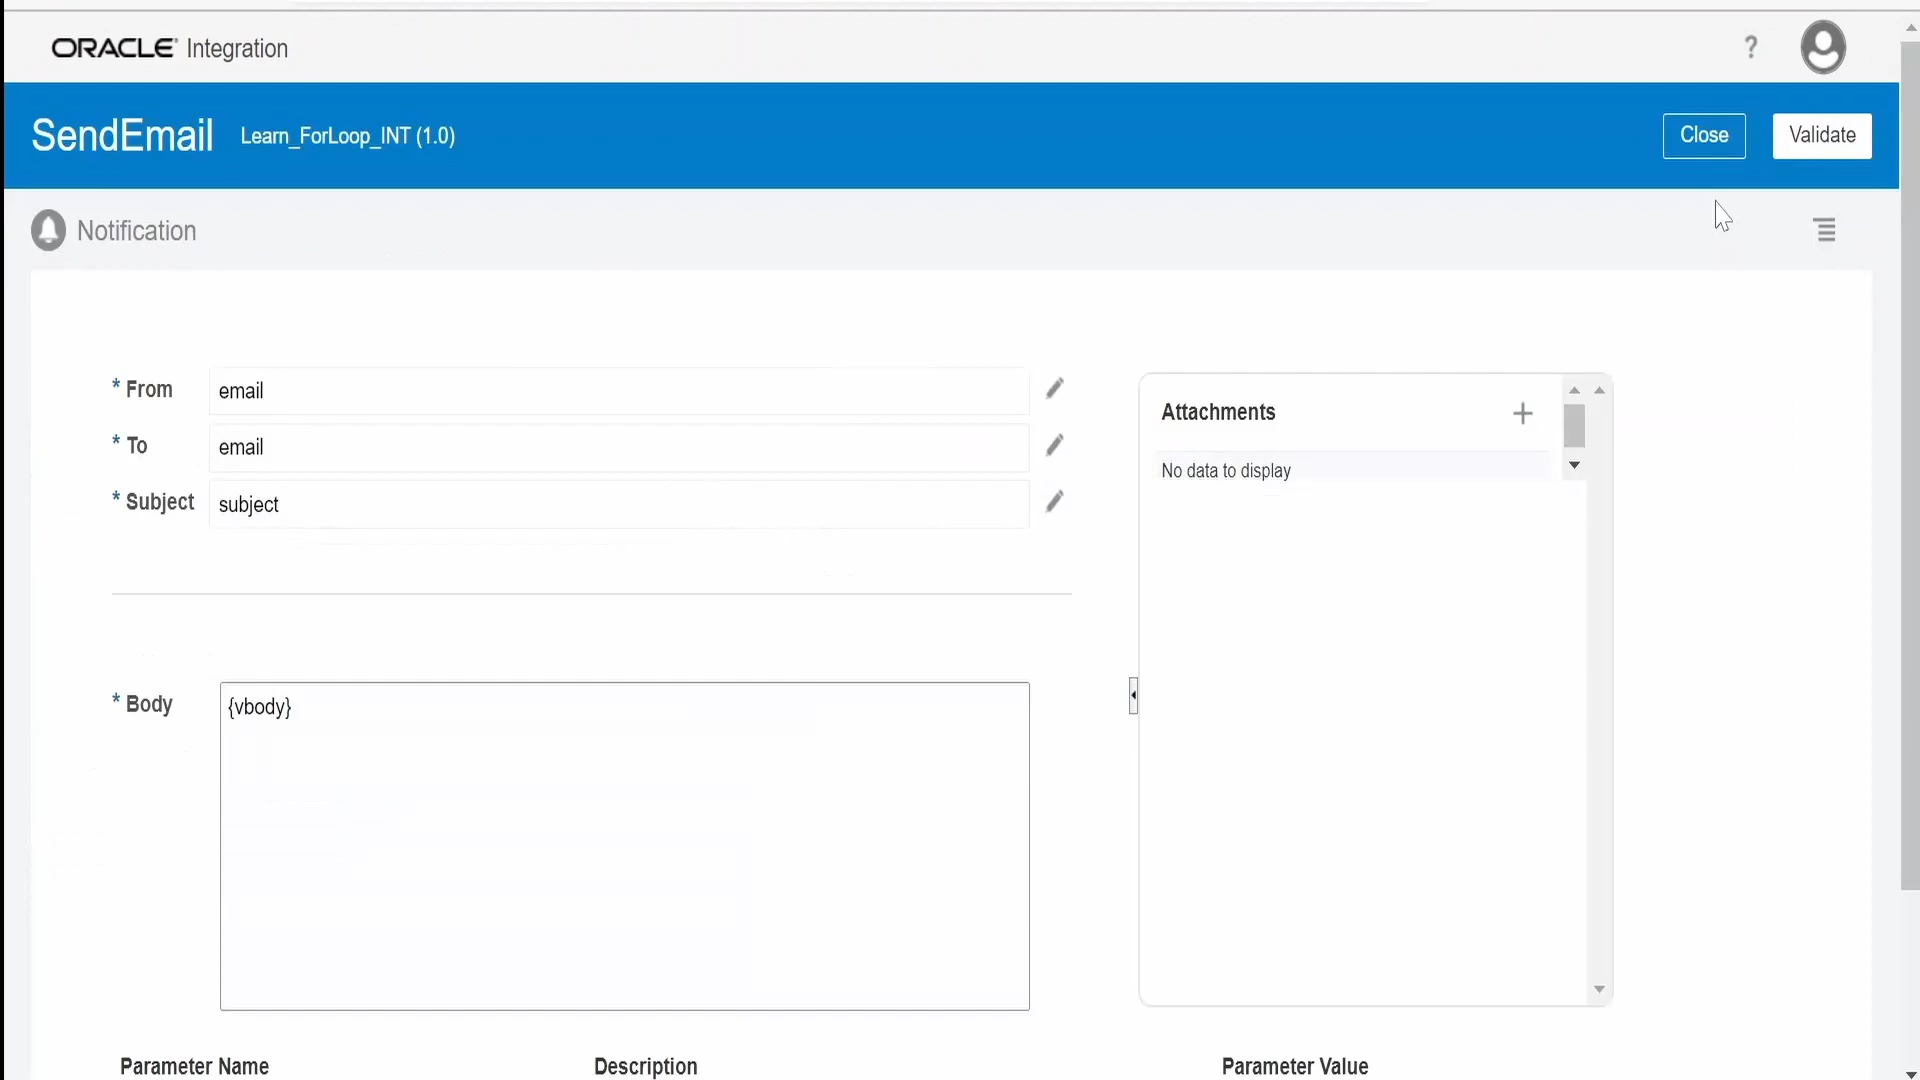 ORACLE Integration
?
SendEmail Learn_ForLoop_INT (1.0)
Close
Validate
Notification
* From email
* To email
* Subject subject
Attachments +
No data to display
* Body {vbody}
Parameter Name Description Parameter Value